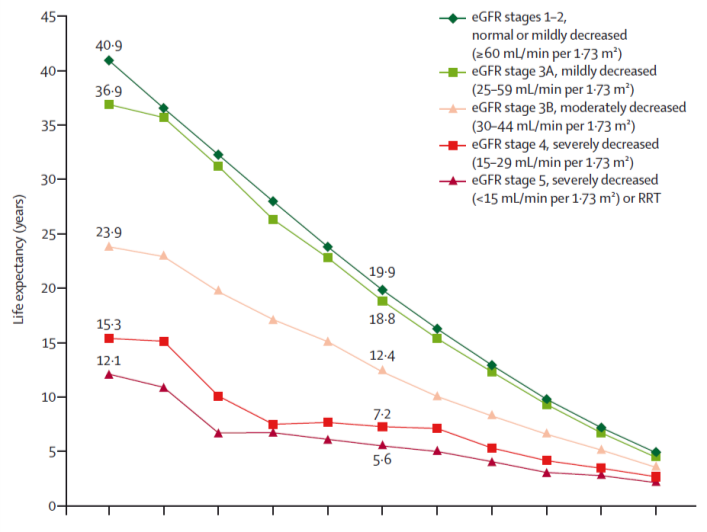 45
40
35
30
25
20
15
10
5
0
Life expectancy (years)
40·9
36·9
23·9
15·3
12·1
19·9
18·8
12·4
7·2
5·6
eGFR stages 1–2,
normal or mildly decreased
(≥60 mL/min per 1·73 m²)
eGFR stage 3A, mildly decreased
(25–59 mL/min per 1·73 m²)
eGFR stage 3B, moderately decreased
(30–44 mL/min per 1·73 m²)
eGFR stage 4, severely decreased
(15–29 mL/min per 1·73 m²)
eGFR stage 5, severely decreased
(<15 mL/min per 1·73 m²) or RRT